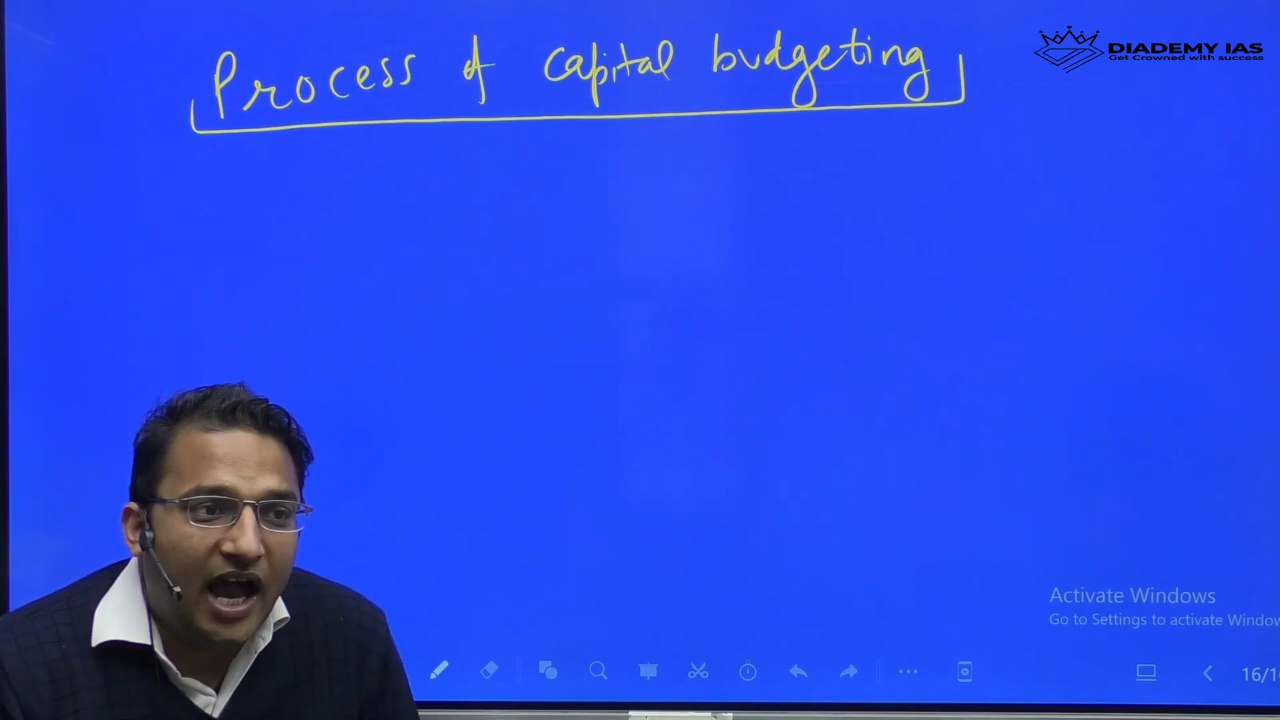 Process of capital budgeting
DIADEMY IAS
Get Crowned with success
Activate Windows
Go to Settings to activate Window
16/1